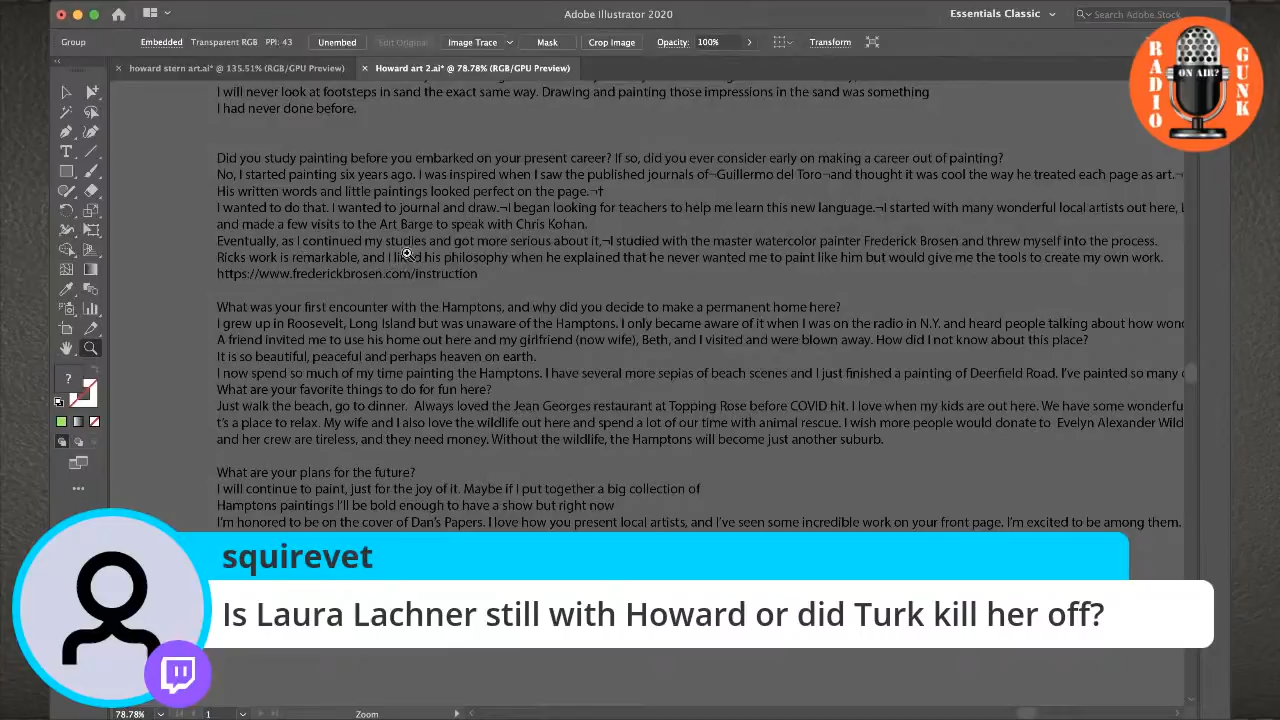 Adobe Illustrator 2020
Essentials Classic
Search Adobe Stock
Group Embedded Transparent RGB PPI: 43 Unembed Edit Original Image Trace Mask Crop Image Opacity: 100% Transform
howard stern art.ai* @ 135.51% (RGB/GPU Preview)
Howard art 2.ai* @ 78.78% (RGB/GPU Preview)
RADIO
ON AIR?
GUNK
I will never look at footsteps in sand the exact same way. Drawing and painting those impressions in the sand was something
I had never done before.
Did you study painting before you embarked on your present career? If so, did you ever consider early on making a career out of painting?
No, I started painting six years ago. I was inspired when I saw the published journals of¬Guillermo del Toro¬and thought it was cool the way he treated each page as art.¬
His written words and little paintings looked perfect on the page.¬†
I wanted to do that. I wanted to journal and draw.¬I began looking for teachers to help me learn this new language.¬I started with many wonderful local artists out here,
and made a few visits to the Art Barge to speak with Chris Kohan.
Eventually, as I continued my studies and got more serious about it,¬I studied with the master watercolor painter Frederick Brosen and threw myself into the process.
Ricks work is remarkable, and I liked his philosophy when he explained that he never wanted me to paint like him but would give me the tools to create my own work.
https://www.frederickbrosen.com/instruction
What was your first encounter with the Hamptons, and why did you decide to make a permanent home here?
I grew up in Roosevelt, Long Island but was unaware of the Hamptons. I only became aware of it when I was on the radio in N.Y. and heard people talking about how
A friend invited me to use his home out here and my girlfriend (now wife), Beth, and I visited and were blown away. How did I not know about this place?
It is so beautiful, peaceful and perhaps heaven on earth.
I now spend so much of my time painting the Hamptons. I have several more sepias of beach scenes and I just finished a painting of Deerfield Road. I've painted so many
What are your favorite things to do for fun here?
Just walk the beach, go to dinner. Always loved the Jean Georges restaurant at Topping Rose before COVID hit. I love when my kids are out here. We have some wonderfu
t's a place to relax. My wife and I also love the wildlife out here and spend a lot of our time with animal rescue. I wish more people would donate to Evelyn Alexander Wild
and her crew are tireless, and they need money. Without the wildlife, the Hamptons will become just another suburb.
What are your plans for the future?
I will continue to paint, just for the joy of it. Maybe if I put together a big collection of
Hamptons paintings I'll be bold enough to have a show but right now
I'm honored to be on the cover of Dan's Papers. I love how you present local artists, and I've seen some incredible work on your front page. I'm excited to be among them.
squirevet
Is Laura Lachner still with Howard or did Turk kill her off?
78.78% 1 Zoom